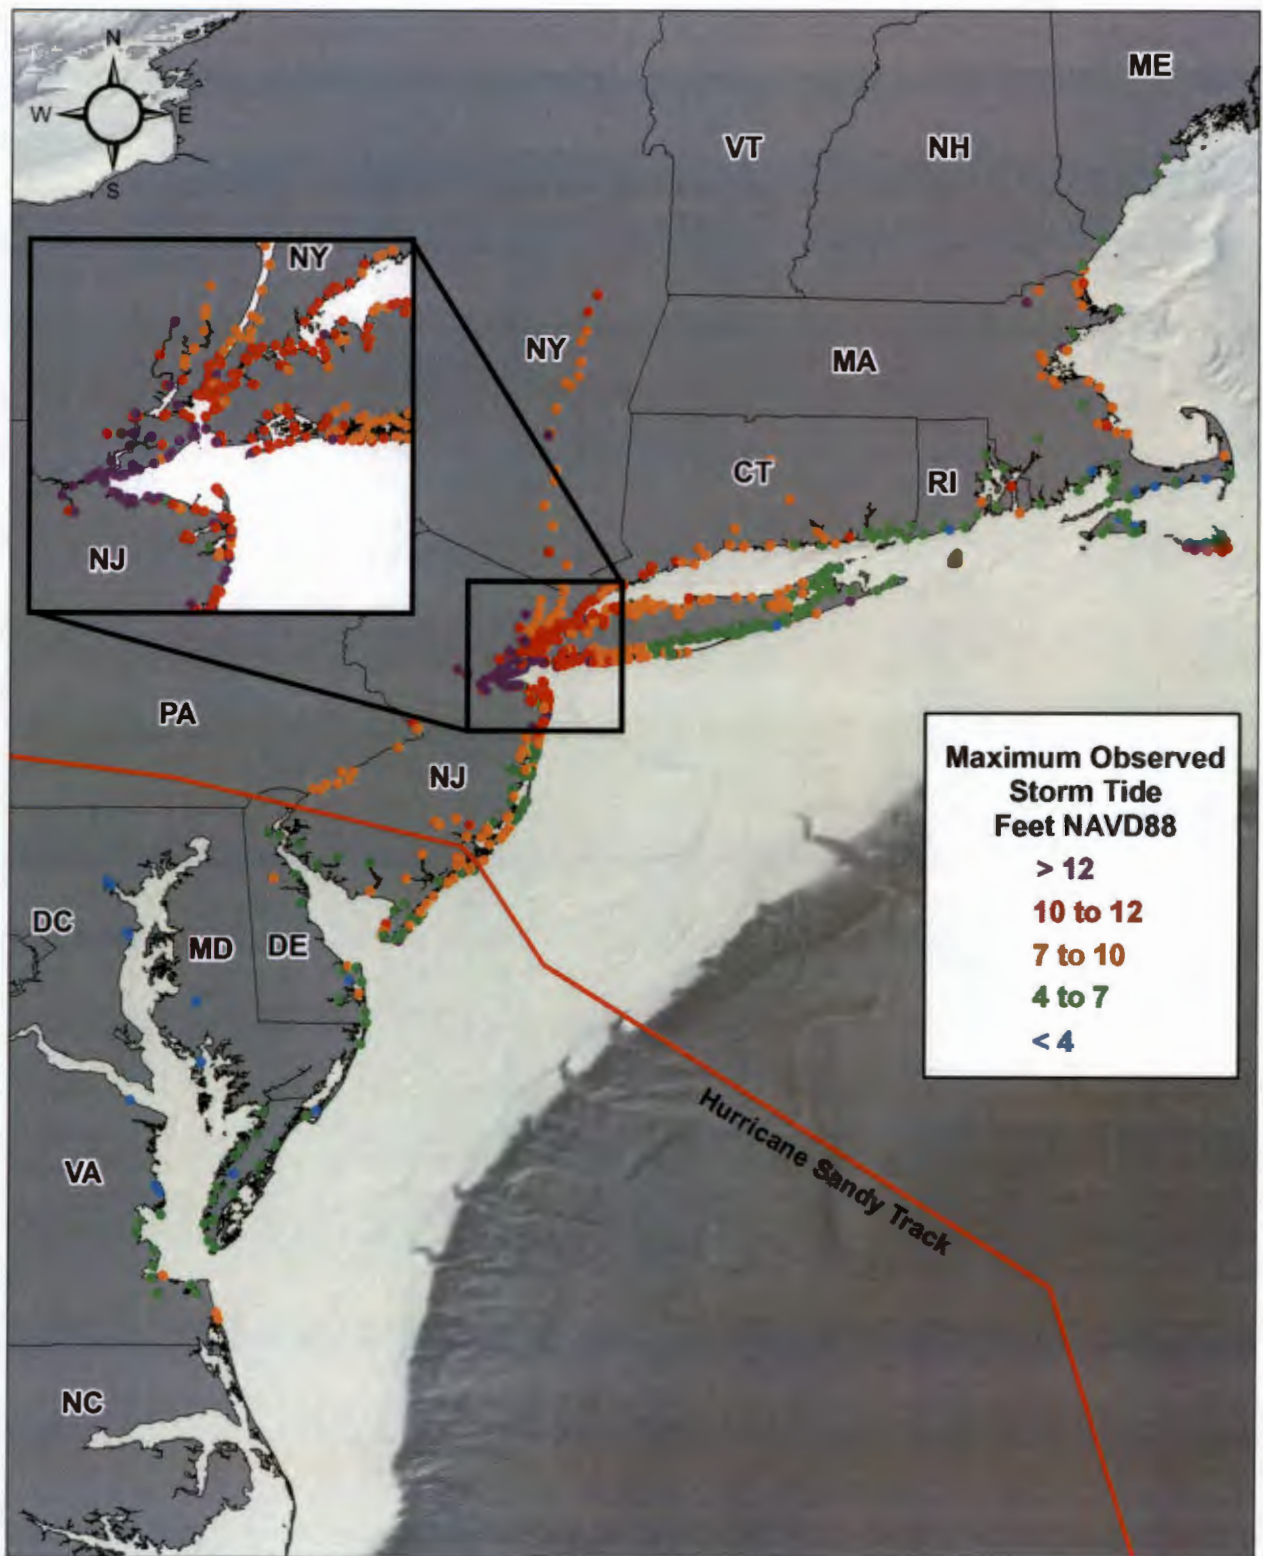 N
W
E
S
ME
VT
NH
NY
NY
MA
CT
RI
NJ
PA
NJ
Maximum Observed
Storm Tide
Feet NAVD88
> 12
10 to 12
7 to 10
4 to 7
< 4
DC
MD
DE
Hurricane Sandy Track
VA
NC